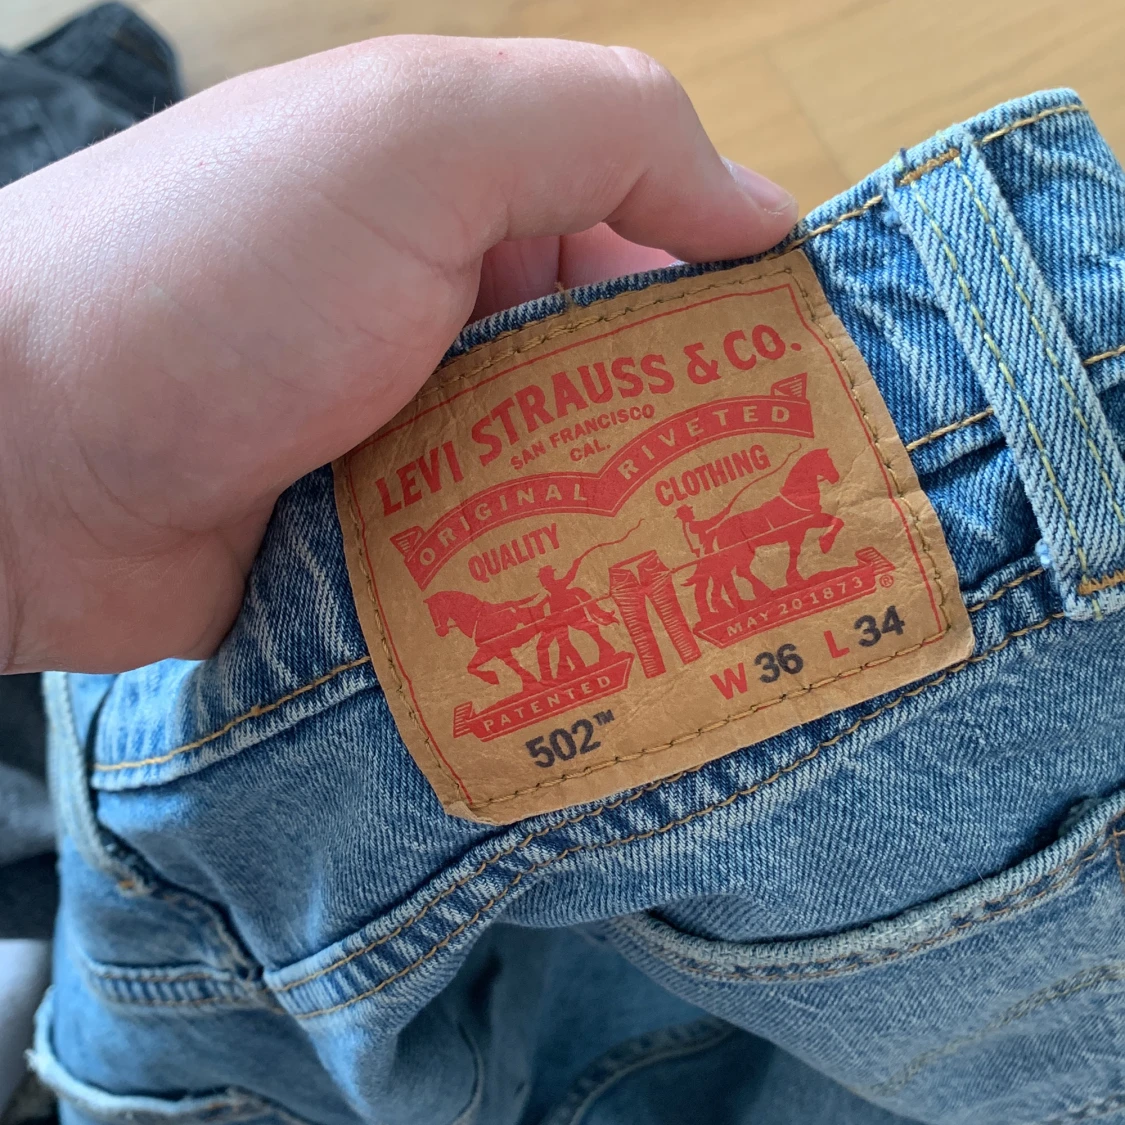 LEVI STRAUSS & CO.
SAN FRANCISCO
CAL.
ORIGINAL RIVETED
QUALITY CLOTHING
PATENTED MAY 20 1873 ®
502™ W 36 L 34